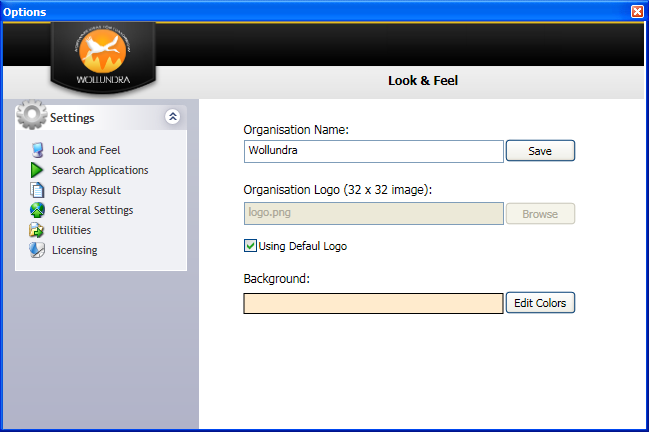 Options
WOLLUNDRA
Look & Feel
Settings
Look and Feel
Search Applications
Display Result
General Settings
Utilities
Licensing
Organisation Name:
Wollundra
Save
Organisation Logo (32 x 32 image):
logo.png
Browse
Using Defaul Logo
Background:
Edit Colors